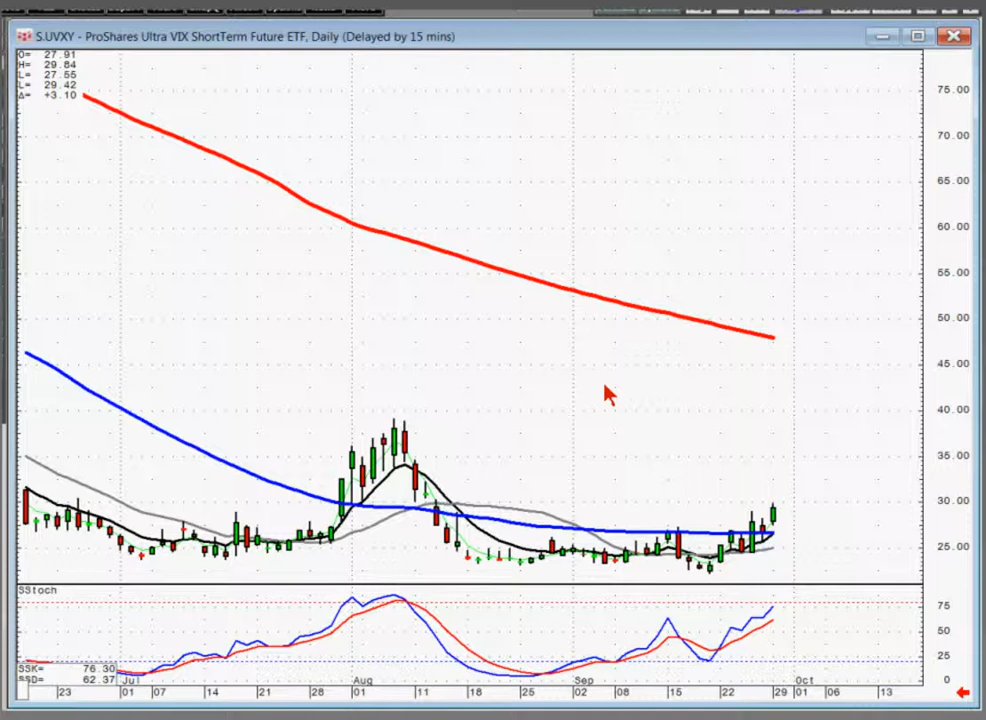 S.UVXY - ProShares Ultra VIX ShortTerm Future ETF, Daily (Delayed by 15 mins)
O= 27.91
H= 29.84
L= 27.55
L= 29.42
Δ= +3.10
75.00
70.00
65.00
60.00
55.00
50.00
45.00
40.00
35.00
30.00
25.00
SStoch
75
50
25
0
SSK= 76.30
SSD= 62.37
Jul Aug Sep Oct
23 01 07 14 21 28 01 11 18 25 02 08 15 22 29 01 06 13